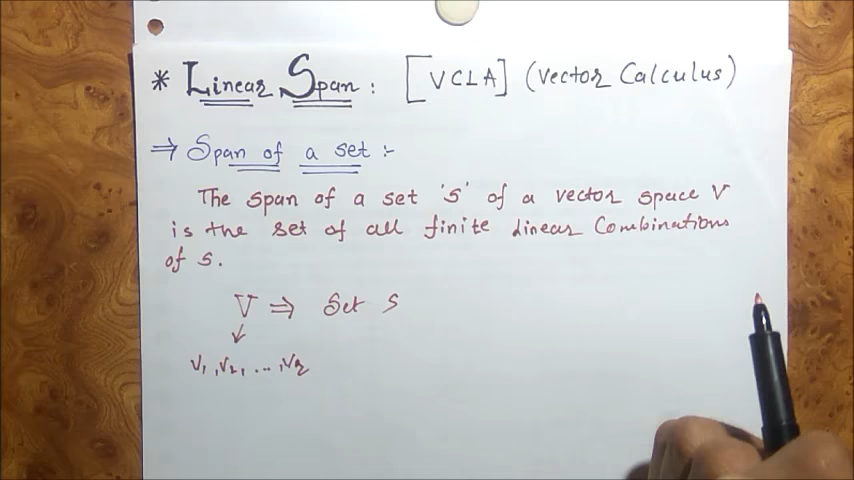 * Linear Span : [VCLA] (Vector Calculus)
⇒ Span of a set :-
The span of a set 's' of a vector space V
is the set of all finite Linear Combinations
of s.
V ⇒ Set S
↓
V1, V2, ..., Vr